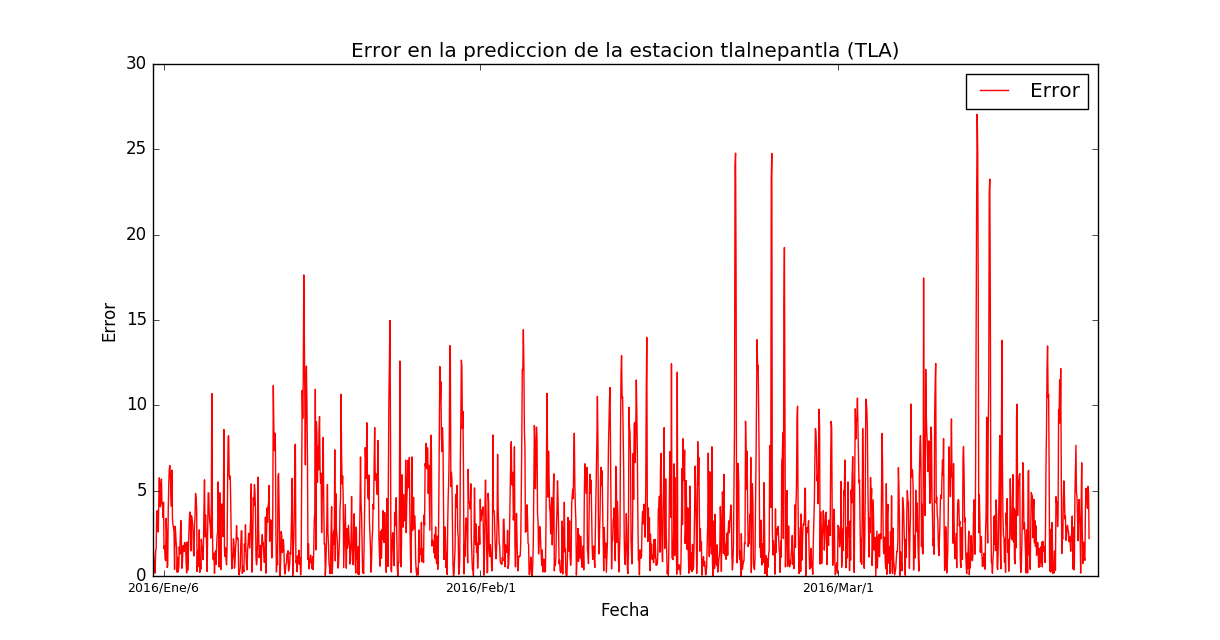 Error en la prediccion de la estacion tlalnepantla (TLA)
30
25
20
15
10
5
0
Error
Error
2016/Ene/6
2016/Feb/1
2016/Mar/1
Fecha